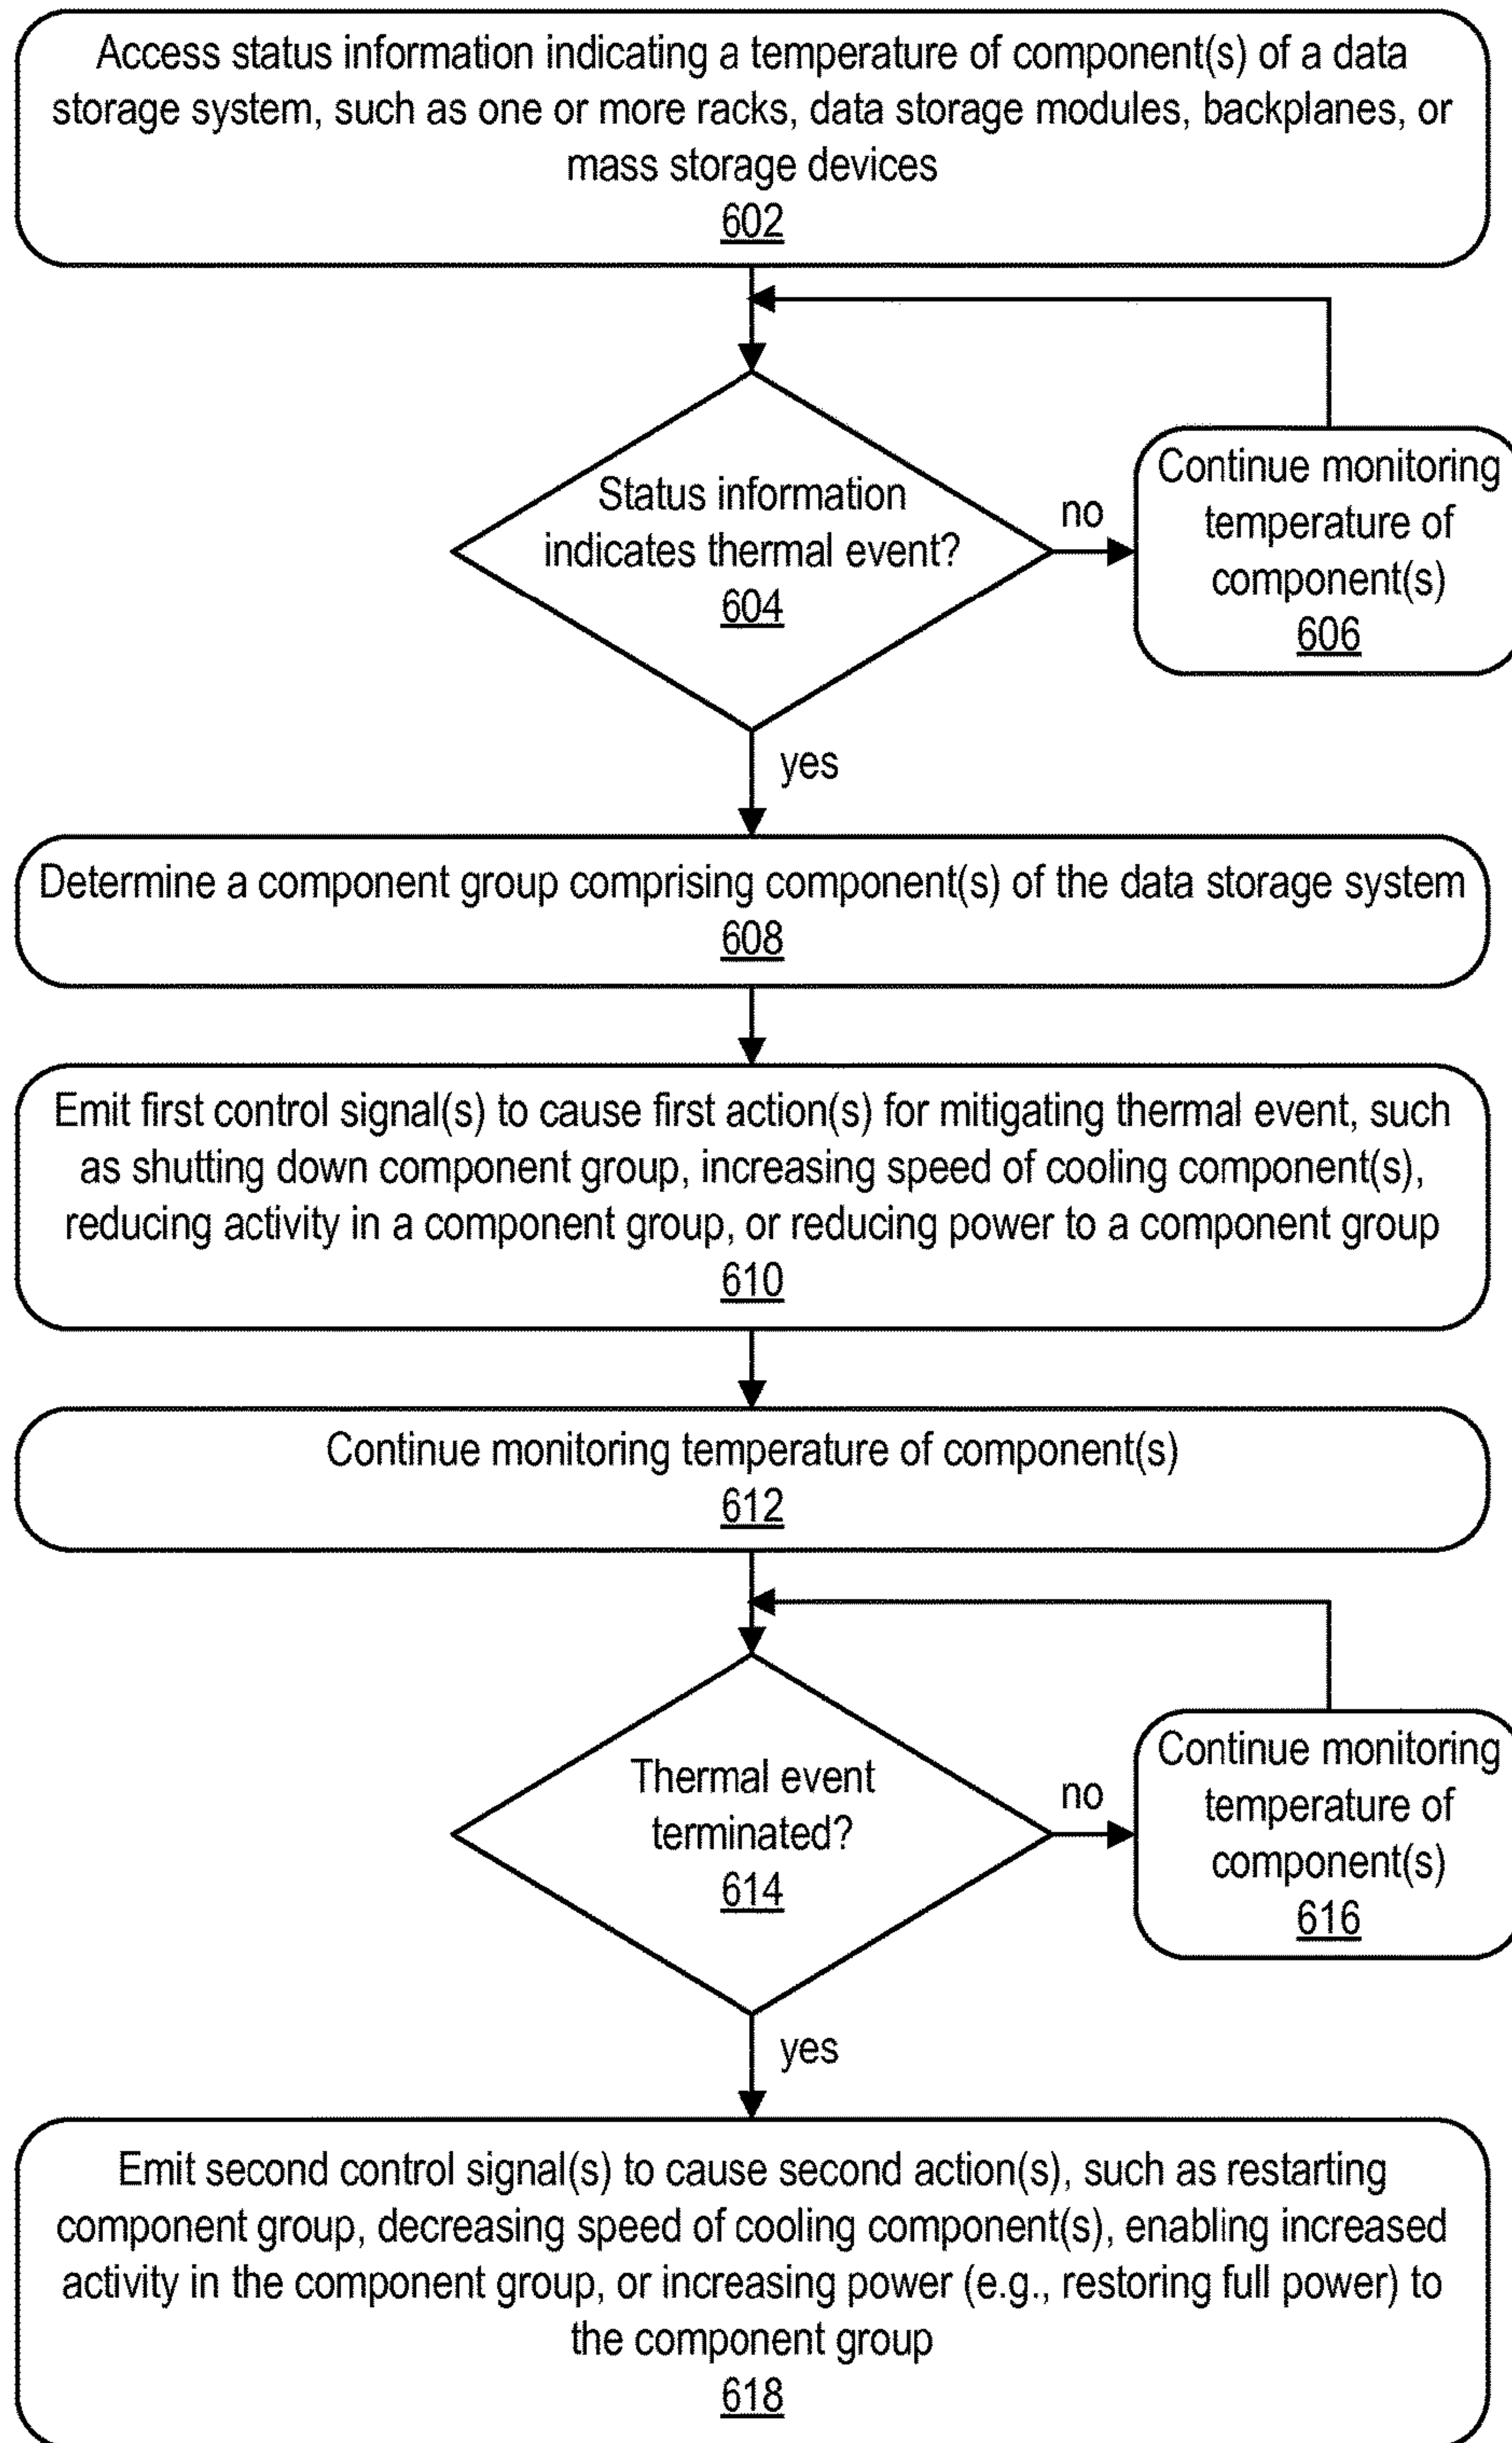 Access status information indicating a temperature of component(s) of a data
storage system, such as one or more racks, data storage modules, backplanes, or
mass storage devices
602
Status information
indicates thermal event?
604
no
Continue monitoring
temperature of
component(s)
606
yes
Determine a component group comprising component(s) of the data storage system
608
Emit first control signal(s) to cause first action(s) for mitigating thermal event, such
as shutting down component group, increasing speed of cooling component(s),
reducing activity in a component group, or reducing power to a component group
610
Continue monitoring temperature of component(s)
612
Thermal event
terminated?
614
no
Continue monitoring
temperature of
component(s)
616
yes
Emit second control signal(s) to cause second action(s), such as restarting
component group, decreasing speed of cooling component(s), enabling increased
activity in the component group, or increasing power (e.g., restoring full power) to
the component group
618